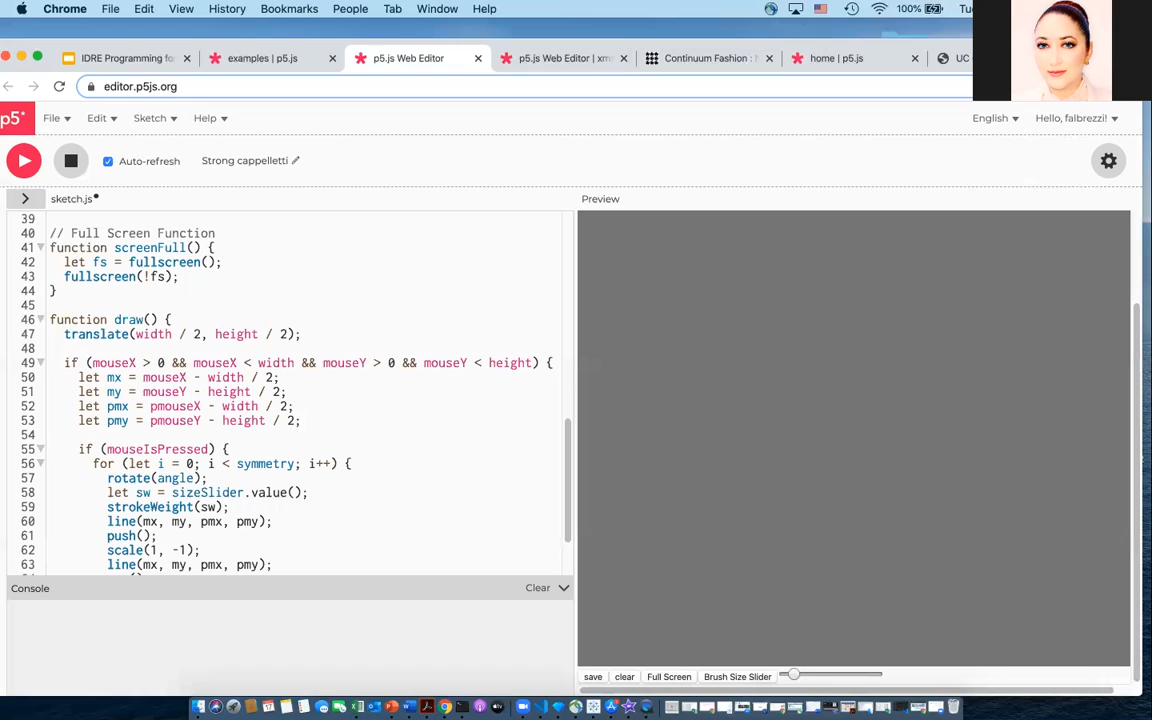 Chrome File Edit View History Bookmarks People Tab Window Help 100%
IDRE Programming fo × examples | p5.js × p5.js Web Editor × p5.js Web Editor | xm × Continuum Fashion : × home | p5.js × UC
editor.p5js.org
p5* File Edit Sketch Help English Hello, falbrezzi!
Auto-refresh Strong cappelletti
> sketch.js• Preview
39
40 // Full Screen Function
41 function screenFull() {
42 let fs = fullscreen();
43 fullscreen(!fs);
44 }
45
46 function draw() {
47 translate(width / 2, height / 2);
48
49 if (mouseX > 0 && mouseX < width && mouseY > 0 && mouseY < height) {
50 let mx = mouseX - width / 2;
51 let my = mouseY - height / 2;
52 let pmx = pmouseX - width / 2;
53 let pmy = pmouseY - height / 2;
54
55 if (mouseIsPressed) {
56 for (let i = 0; i < symmetry; i++) {
57 rotate(angle);
58 let sw = sizeSlider.value();
59 strokeWeight(sw);
60 line(mx, my, pmx, pmy);
61 push();
62 scale(1, -1);
63 line(mx, my, pmx, pmy);
Console Clear
save clear Full Screen Brush Size Slider